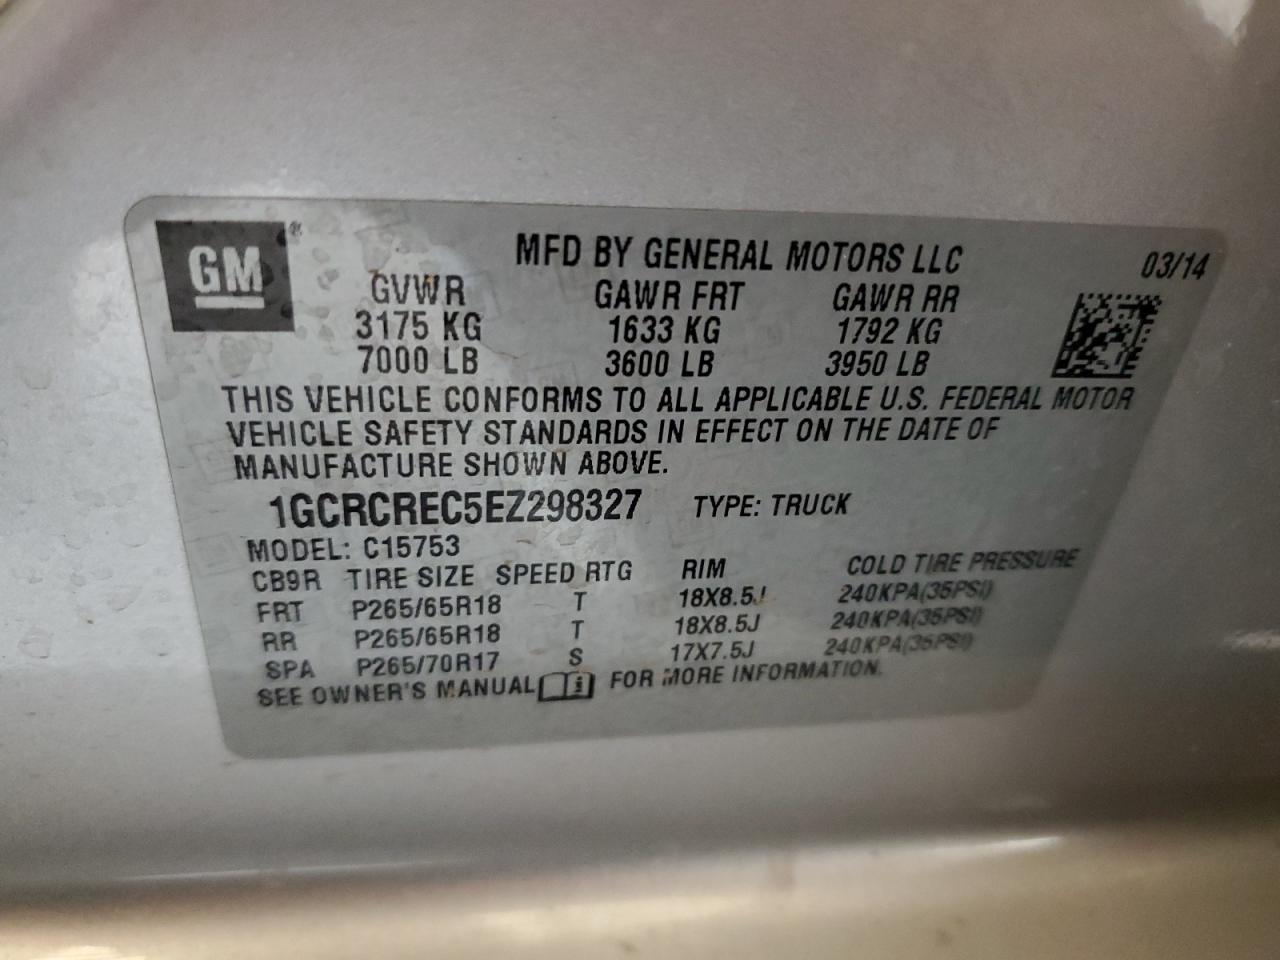 GM ®
MFD BY GENERAL MOTORS LLC 03/14
GVWR GAWR FRT GAWR RR
3175 KG 1633 KG 1792 KG
7000 LB 3600 LB 3950 LB
THIS VEHICLE CONFORMS TO ALL APPLICABLE U.S. FEDERAL MOTOR
VEHICLE SAFETY STANDARDS IN EFFECT ON THE DATE OF
MANUFACTURE SHOWN ABOVE.
1GCRCREC5EZ298327 TYPE: TRUCK
MODEL: C15753
CB9R TIRE SIZE SPEED RTG RIM COLD TIRE PRESSURE
FRT P265/65R18 T 18X8.5J 240KPA(35PSI)
RR P265/65R18 T 18X8.5J 240KPA(35PSI)
SPA P265/70R17 S 17X7.5J 240KPA(35PSI)
SEE OWNER'S MANUAL FOR MORE INFORMATION.